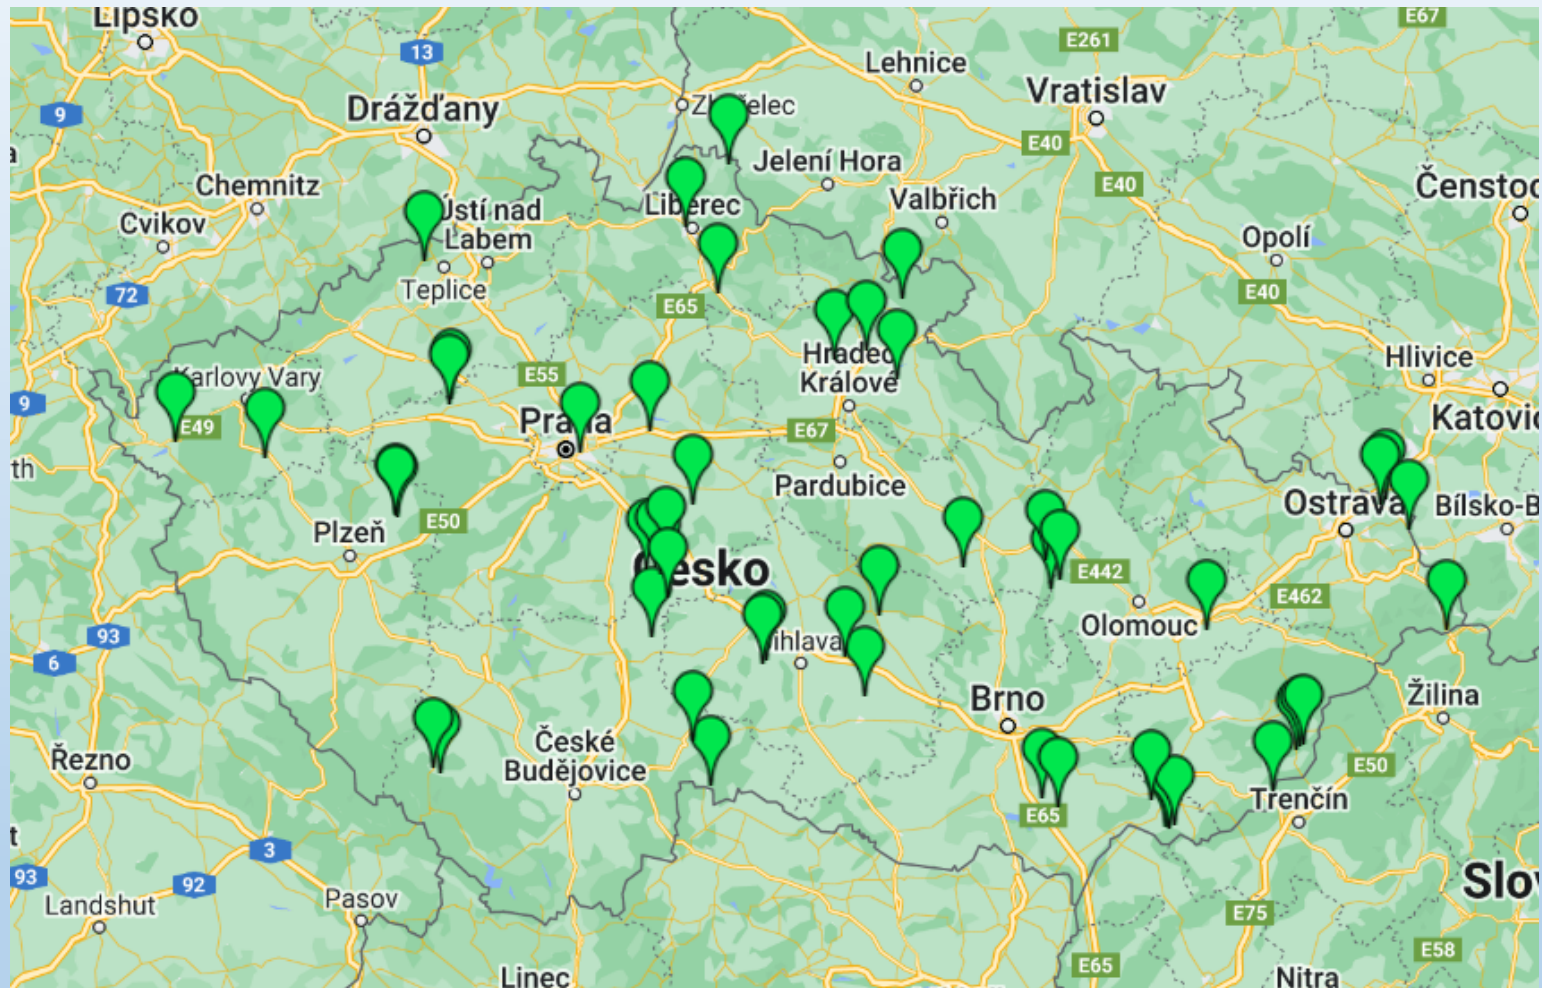 Lipsko
E67
13
E261
Lehnice
9
Drážďany
Vratislav
E40
Jelení Hora
Chemnitz
E40
Čenstoc
Valbřich
Cvikov
Ústí nad
Labem
Liberec
Opolí
72
Teplice
E65
E40
Hradec
Králové
Hlivice
Karlovy Vary
E55
9
E49
Praha
E67
Katovic
rth
Pardubice
Plzeň
E50
Ostrava
Bílsko-B
Česko
E442
E462
93
6
Olomouc
Jihlava
Brno
Žilina
Řezno
České
Budějovice
E50
Trenčín
E65
t
3
93
92
Slov
Landshut
Pasov
E75
E58
Linec
E65
Nitra